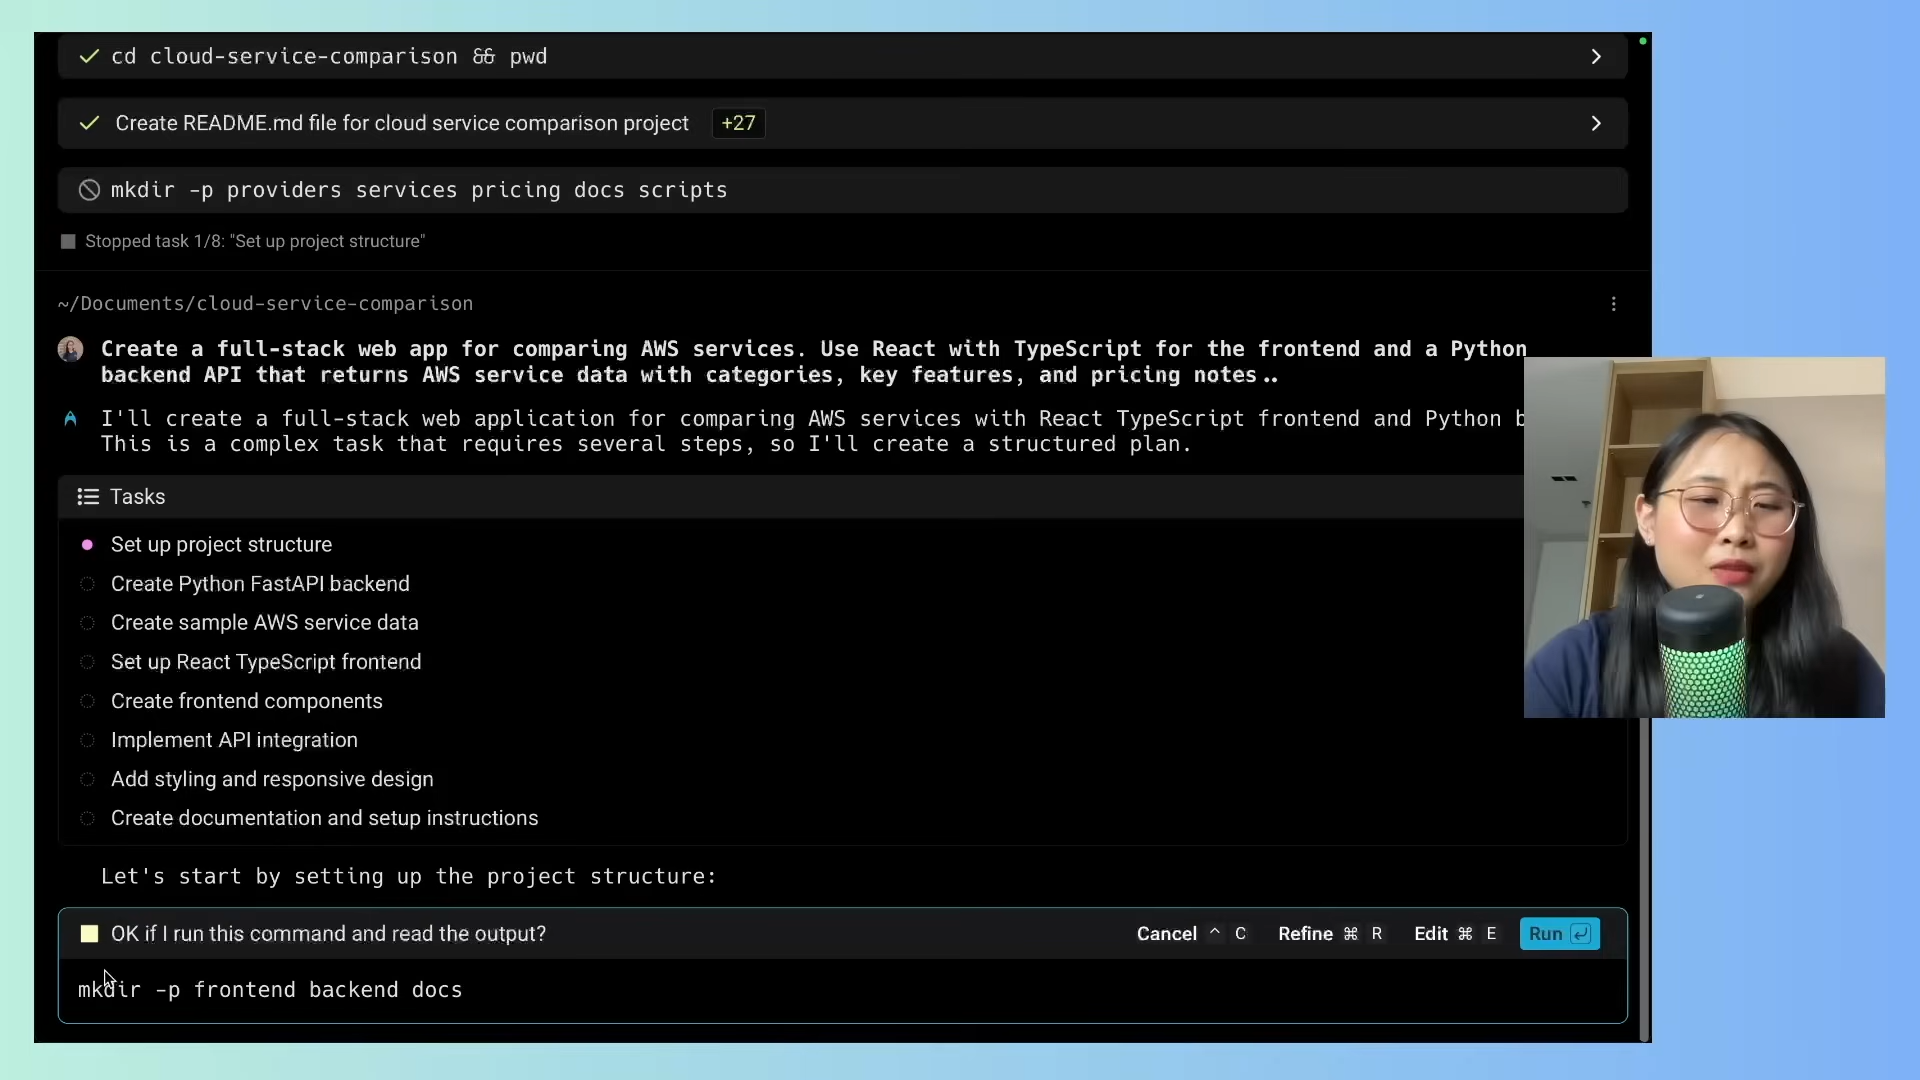 cd cloud-service-comparison && pwd
Create README.md file for cloud service comparison project +27
mkdir -p providers services pricing docs scripts
Stopped task 1/8: "Set up project structure"
~/Documents/cloud-service-comparison
Create a full-stack web app for comparing AWS services. Use React with TypeScript for the frontend and a Python
backend API that returns AWS service data with categories, key features, and pricing notes..
I'll create a full-stack web application for comparing AWS services with React TypeScript frontend and Python
This is a complex task that requires several steps, so I'll create a structured plan.
Tasks
Set up project structure
Create Python FastAPI backend
Create sample AWS service data
Set up React TypeScript frontend
Create frontend components
Implement API integration
Add styling and responsive design
Create documentation and setup instructions
Let's start by setting up the project structure:
OK if I run this command and read the output? Cancel ^ C Refine ⌘ R Edit ⌘ E Run
mkdir -p frontend backend docs